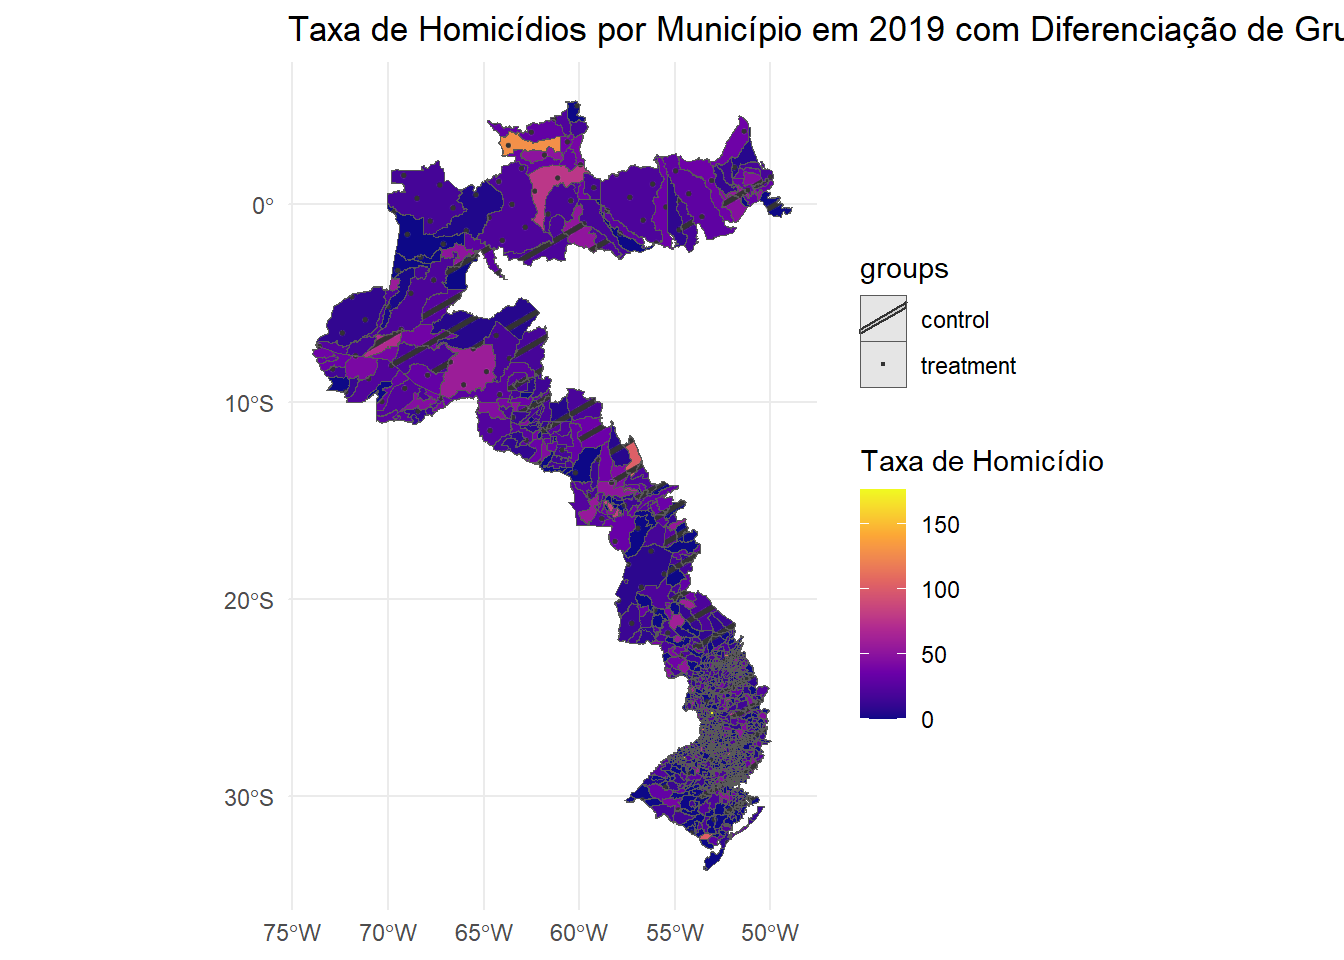 Taxa de Homicídios por Município em 2019 com Diferenciação de Gru
0°
10°S
20°S
30°S
75°W 70°W 65°W 60°W 55°W 50°W
groups
control
treatment
Taxa de Homicídio
150
100
50
0